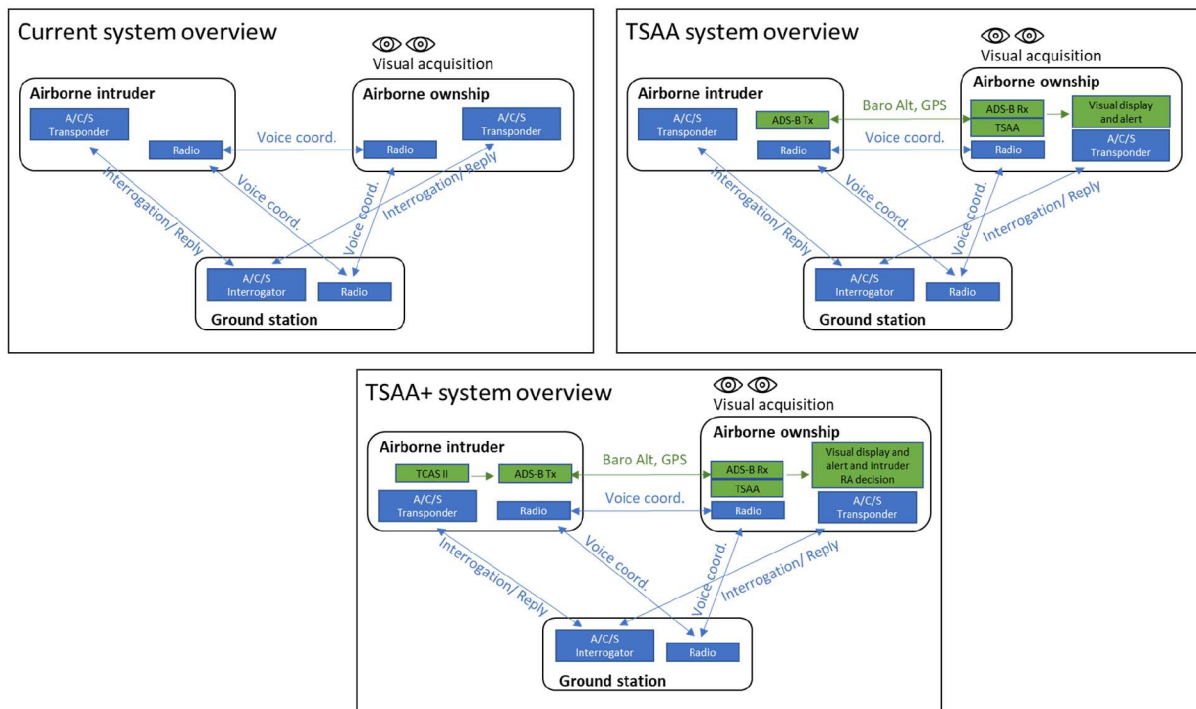 Current system overview
Visual acquisition
Airborne intruder
A/C/S
Transponder
Radio
Voice coord.
Airborne ownship
A/C/S
Transponder
Radio
Interrogation/ Reply
Voice coord.
Voice coord.
Interrogation/ Reply
A/C/S
Interrogator
Radio
Ground station
TSAA system overview
Visual acquisition
Airborne intruder
A/C/S
Transponder
ADS-B Tx
Radio
Baro Alt, GPS
Voice coord.
Airborne ownship
ADS-B Rx
TSAA
Radio
Visual display
and alert
A/C/S
Transponder
Interrogation/ Reply
Voice coord.
Voice coord.
Interrogation/ Reply
A/C/S
Interrogator
Radio
Ground station
TSAA+ system overview
Visual acquisition
Airborne intruder
TCAS II
ADS-B Tx
A/C/S
Transponder
Radio
Baro Alt, GPS
Voice coord.
Airborne ownship
ADS-B Rx
TSAA
Radio
Visual display and
alert and Intruder
RA decision
A/C/S
Transponder
Interrogation/ Reply
Voice coord.
Voice coord.
Interrogation/ Reply
A/C/S
Interrogator
Radio
Ground station